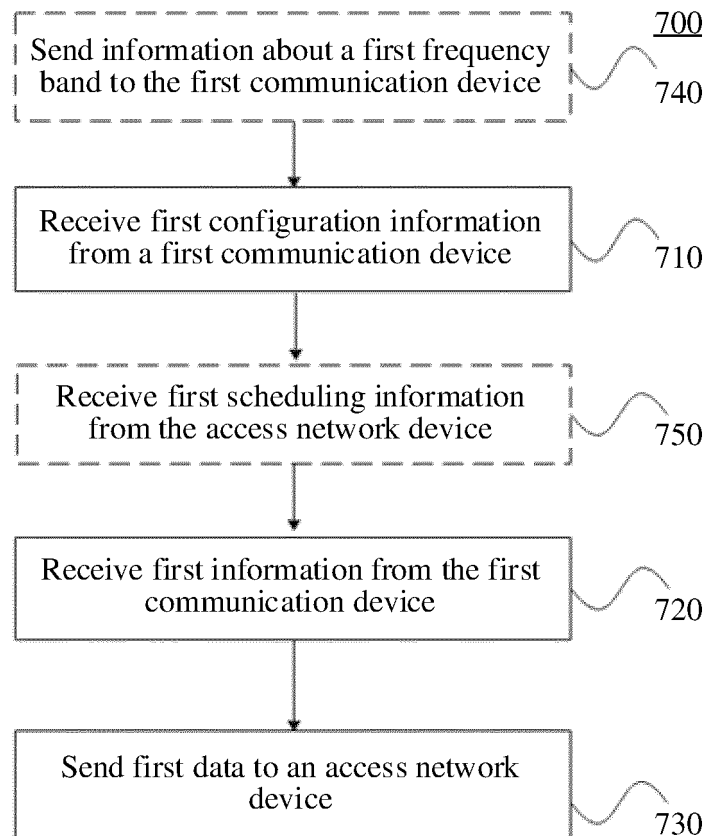 700
Send information about a first frequency
band to the first communication device
740
Receive first configuration information
from a first communication device
710
Receive first scheduling information
from the access network device
750
Receive first information from the first
communication device
720
Send first data to an access network
device
730